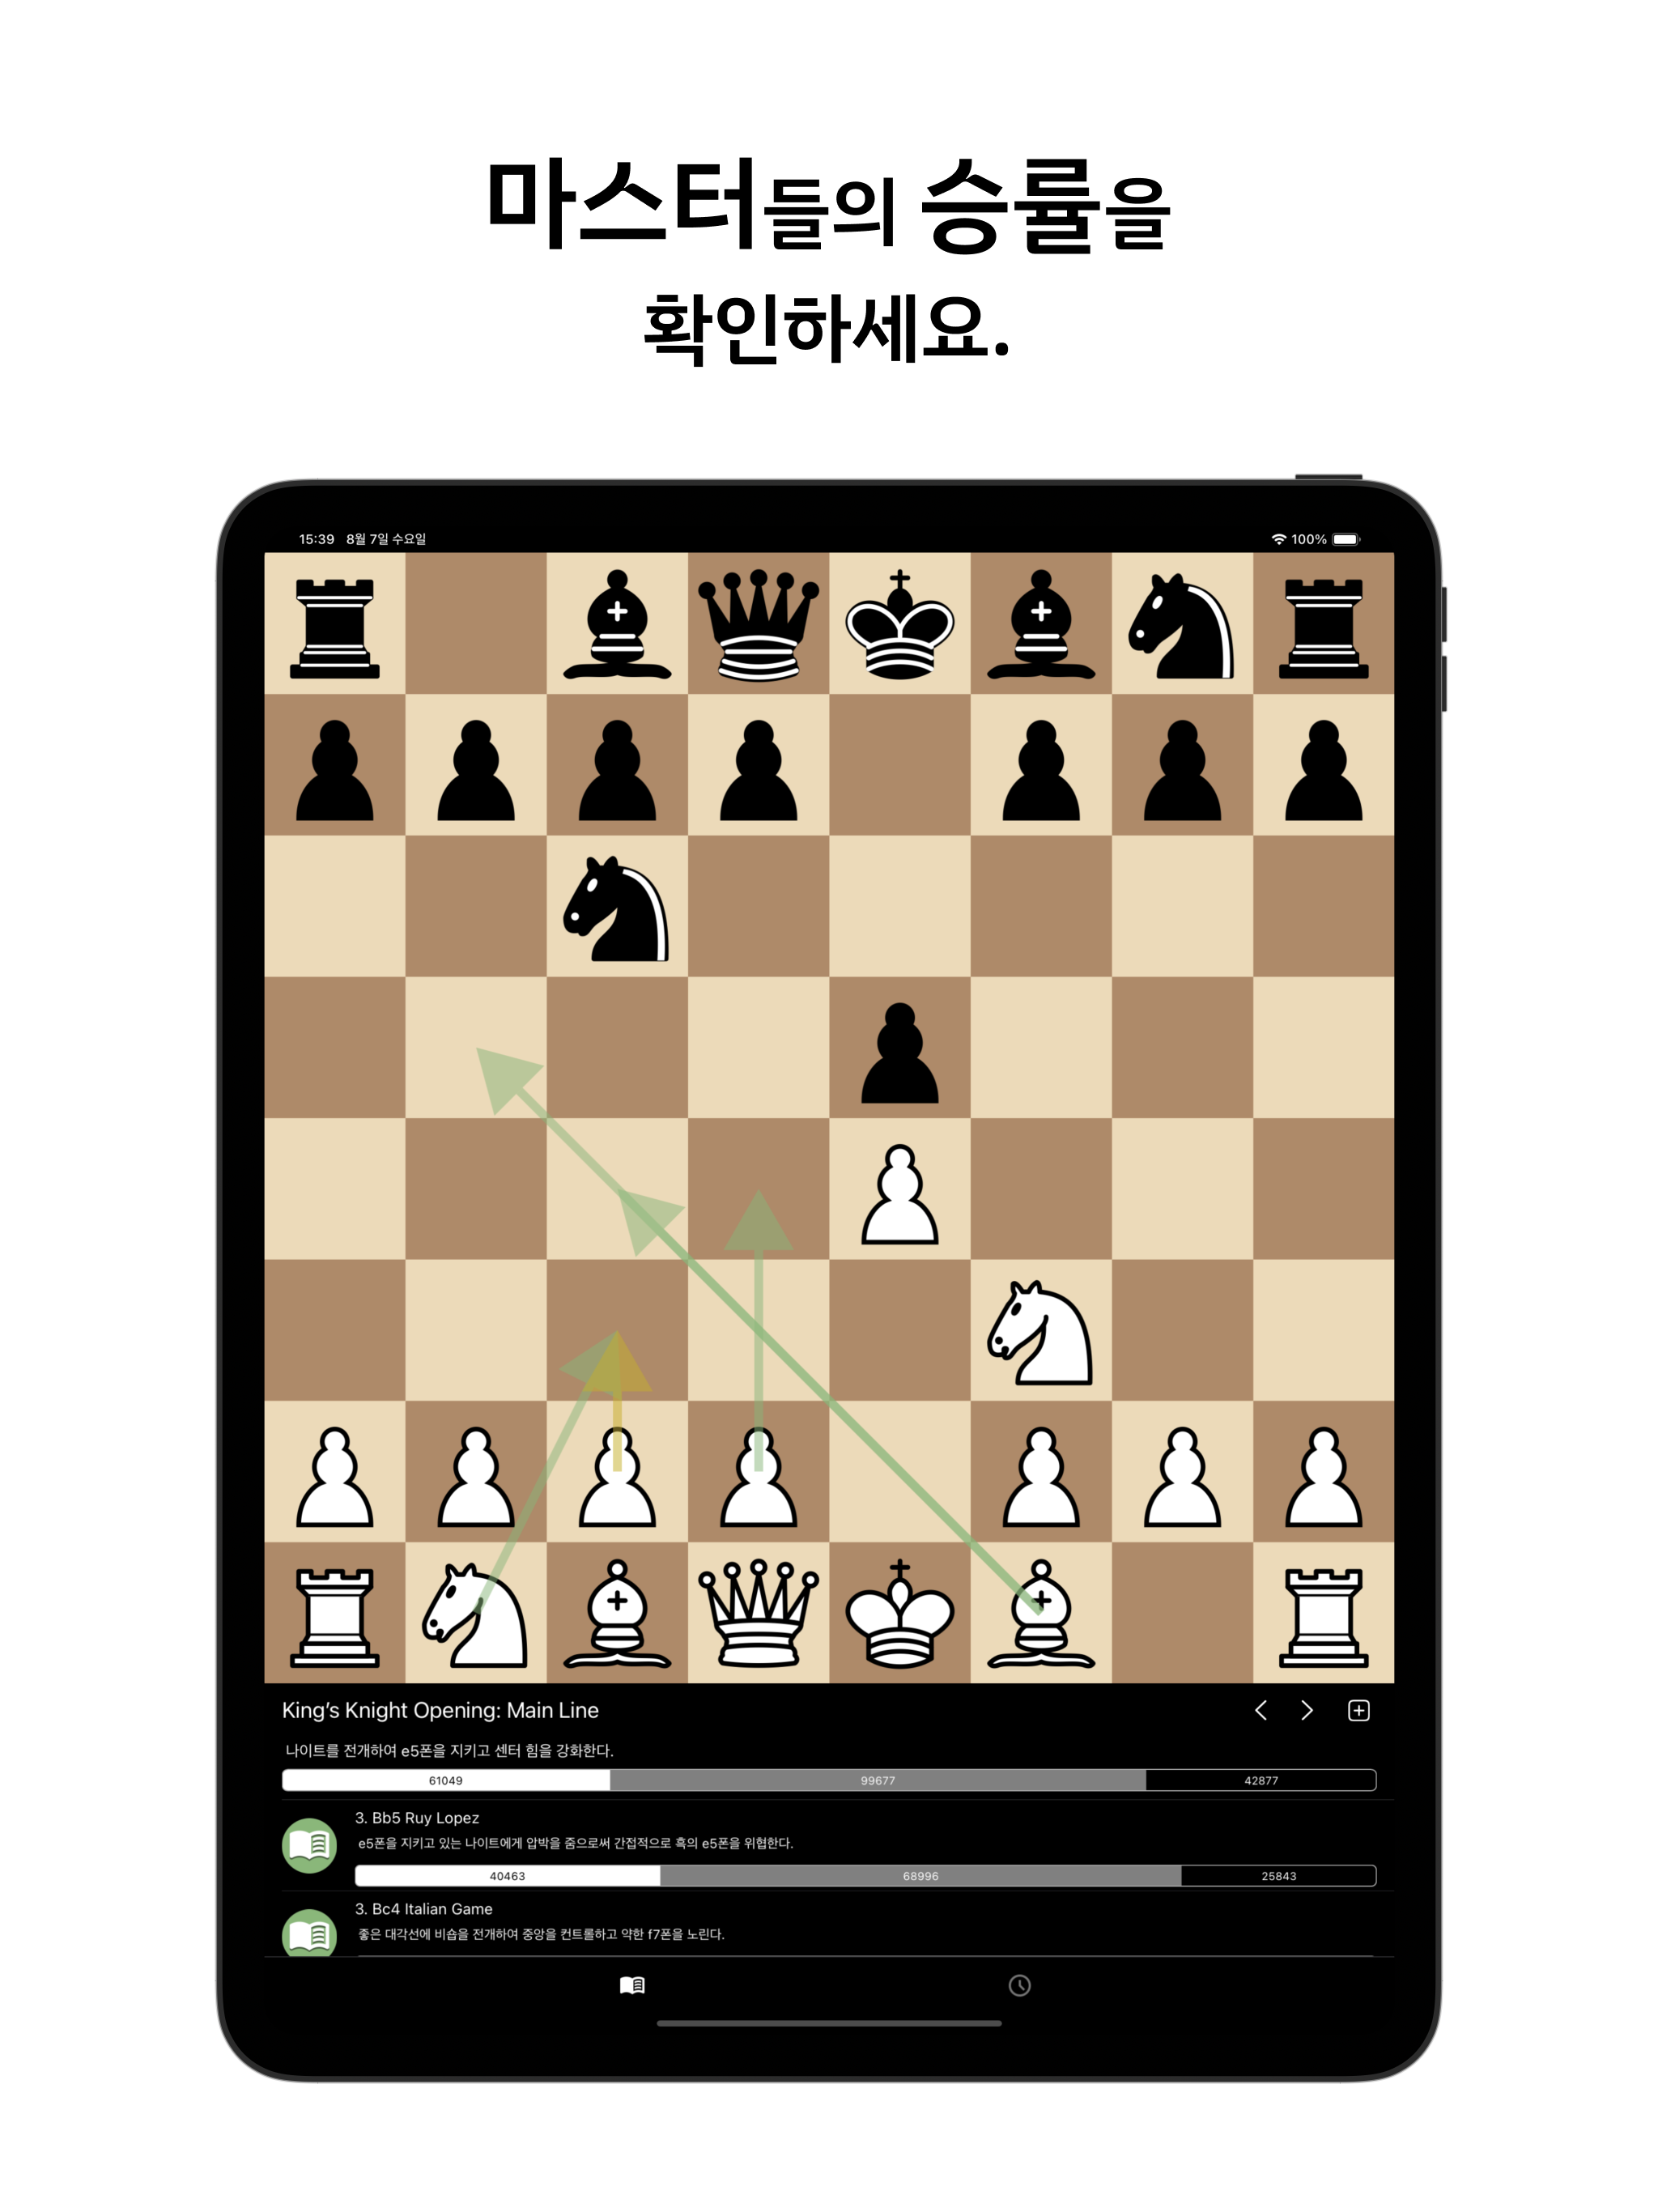 마스터들의 승률을
확인하세요.
15:39 8월 7일 수요일
100%
King’s Knight Opening: Main Line
나이트를 전개하여 e5폰을 지키고 센터 힘을 강화한다.
61049 99677 42877
3. Bb5 Ruy Lopez
e5폰을 지키고 있는 나이트에게 압박을 줌으로써 간접적으로 흑의 e5폰을 위협한다.
40463 68996 25843
3. Bc4 Italian Game
좋은 대각선에 비숍을 전개하여 중앙을 컨트롤하고 약한 f7폰을 노린다.